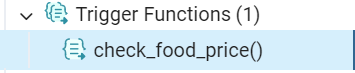 Trigger Functions (1)
check_food_price()